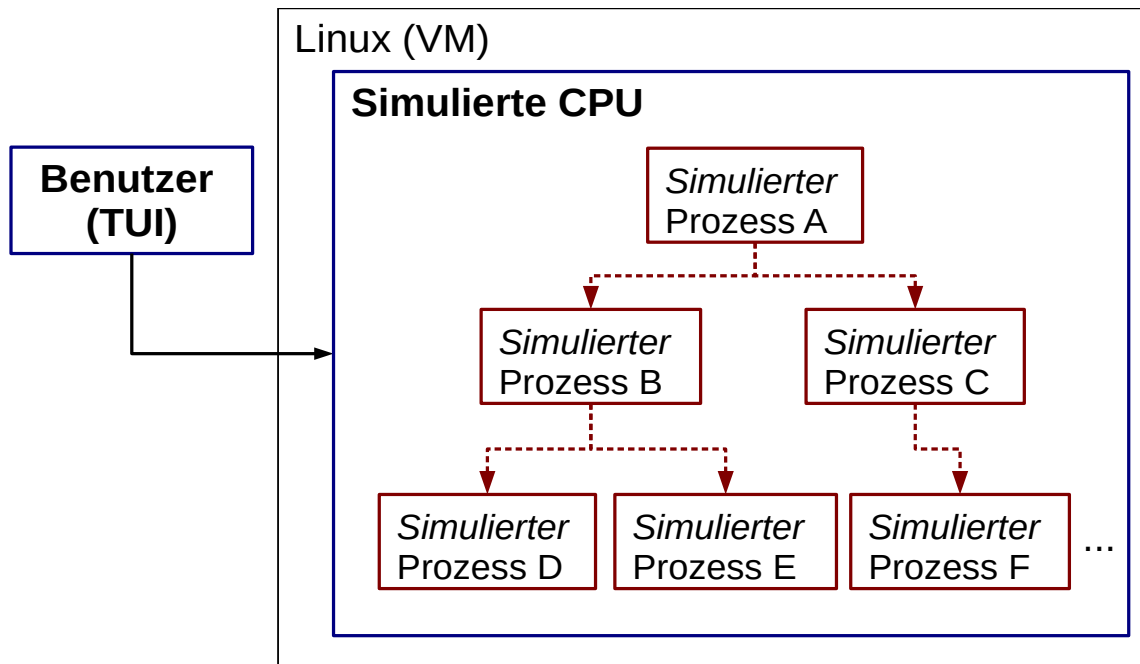 Linux (VM)
Simulierte CPU
Benutzer
(TUI)
Simulierter
Prozess A
Simulierter
Prozess B
Simulierter
Prozess C
Simulierter
Prozess D
Simulierter
Prozess E
Simulierter
Prozess F
...